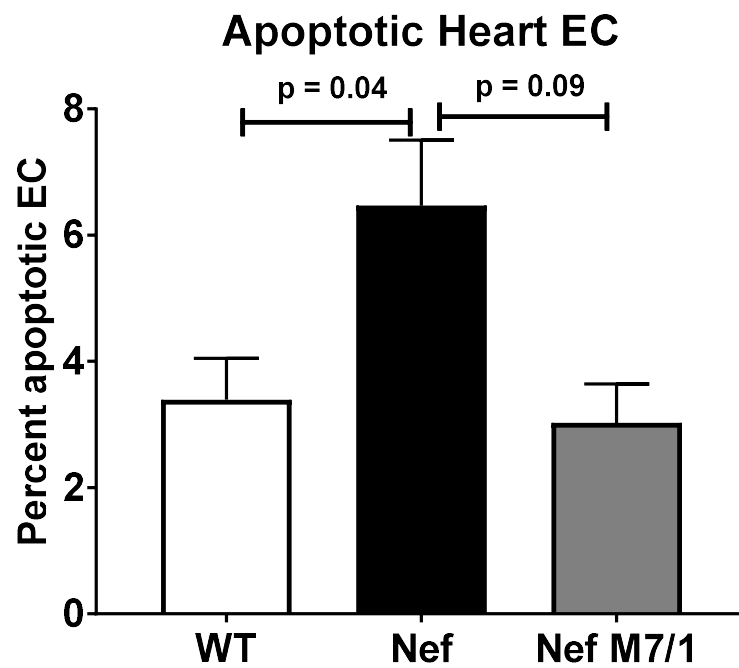 Apoptotic Heart EC
p = 0.04
p = 0.09
Percent apoptotic EC
8
6
4
2
0
WT
Nef
Nef M7/1